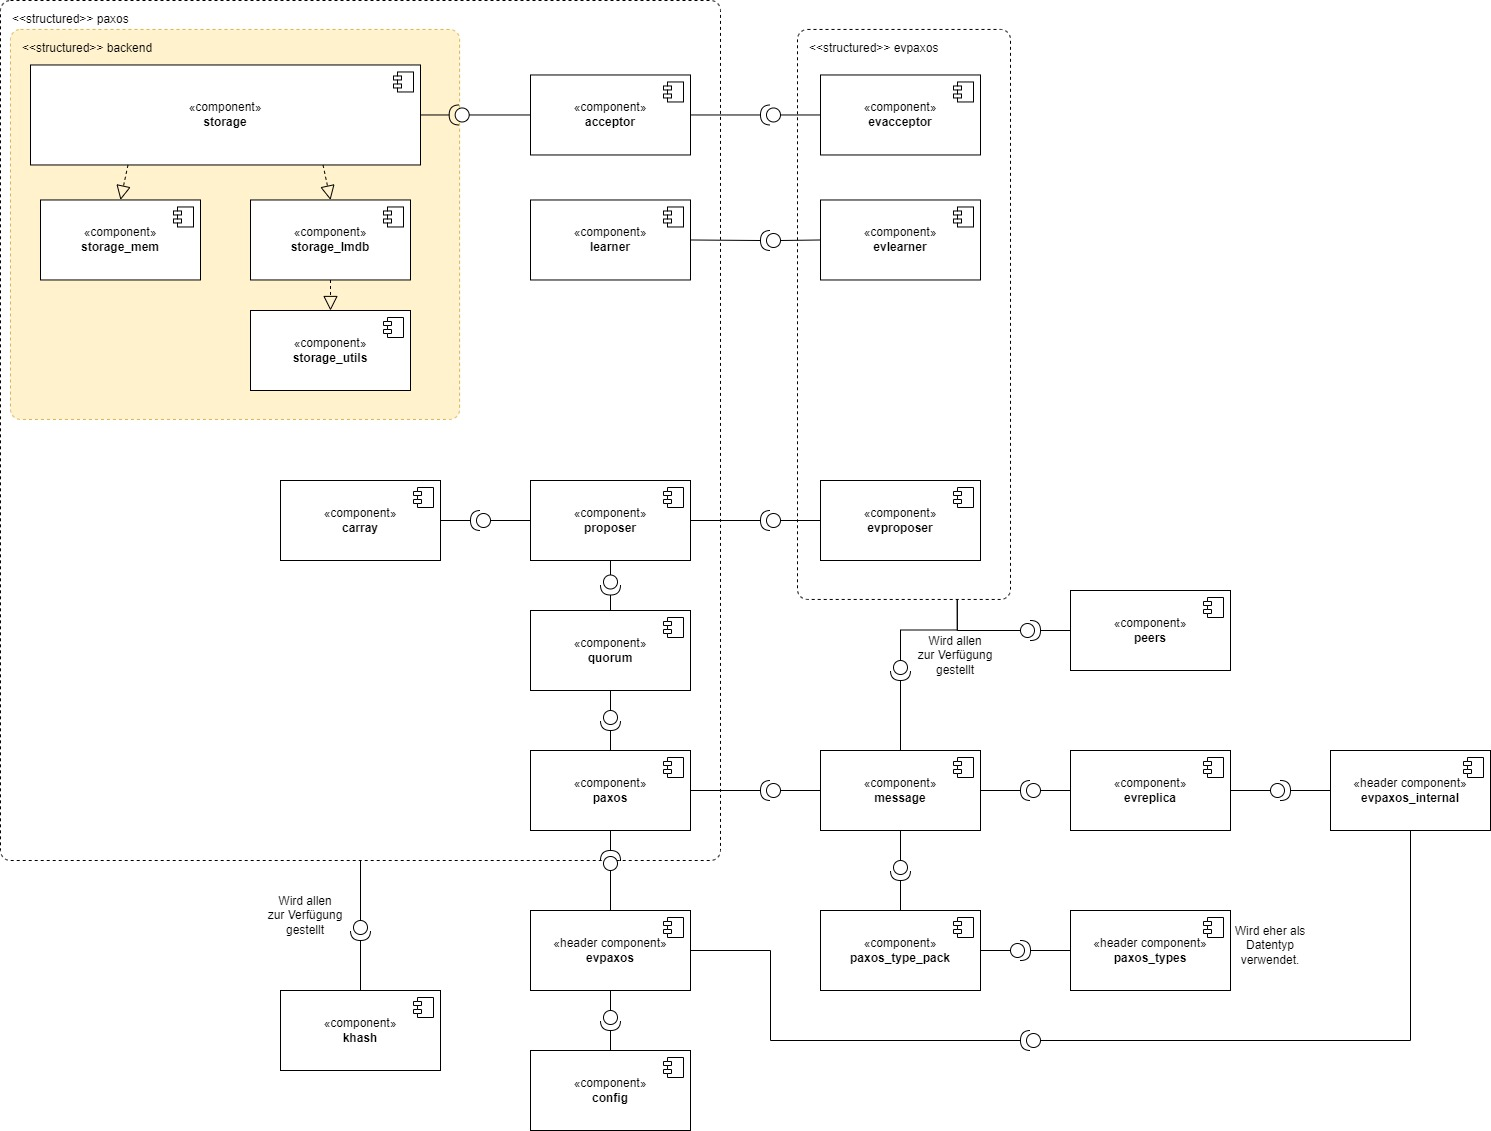 <<structured>> paxos
<<structured>> backend
<<structured>> evpaxos
«component»
storage
«component»
acceptor
«component»
evacceptor
«component»
storage_mem
«component»
storage_lmdb
«component»
learner
«component»
evlearner
«component»
storage_utils
«component»
carray
«component»
proposer
«component»
evproposer
«component»
quorum
Wird allen
zur Verfügung
gestellt
«component»
peers
«component»
paxos
«component»
message
«component»
evreplica
«header component»
evpaxos_internal
Wird allen
zur Verfügung
gestellt
«header component»
evpaxos
«component»
paxos_type_pack
«header component»
paxos_types
Wird eher als
Datentyp
verwendet.
«component»
khash
«component»
config